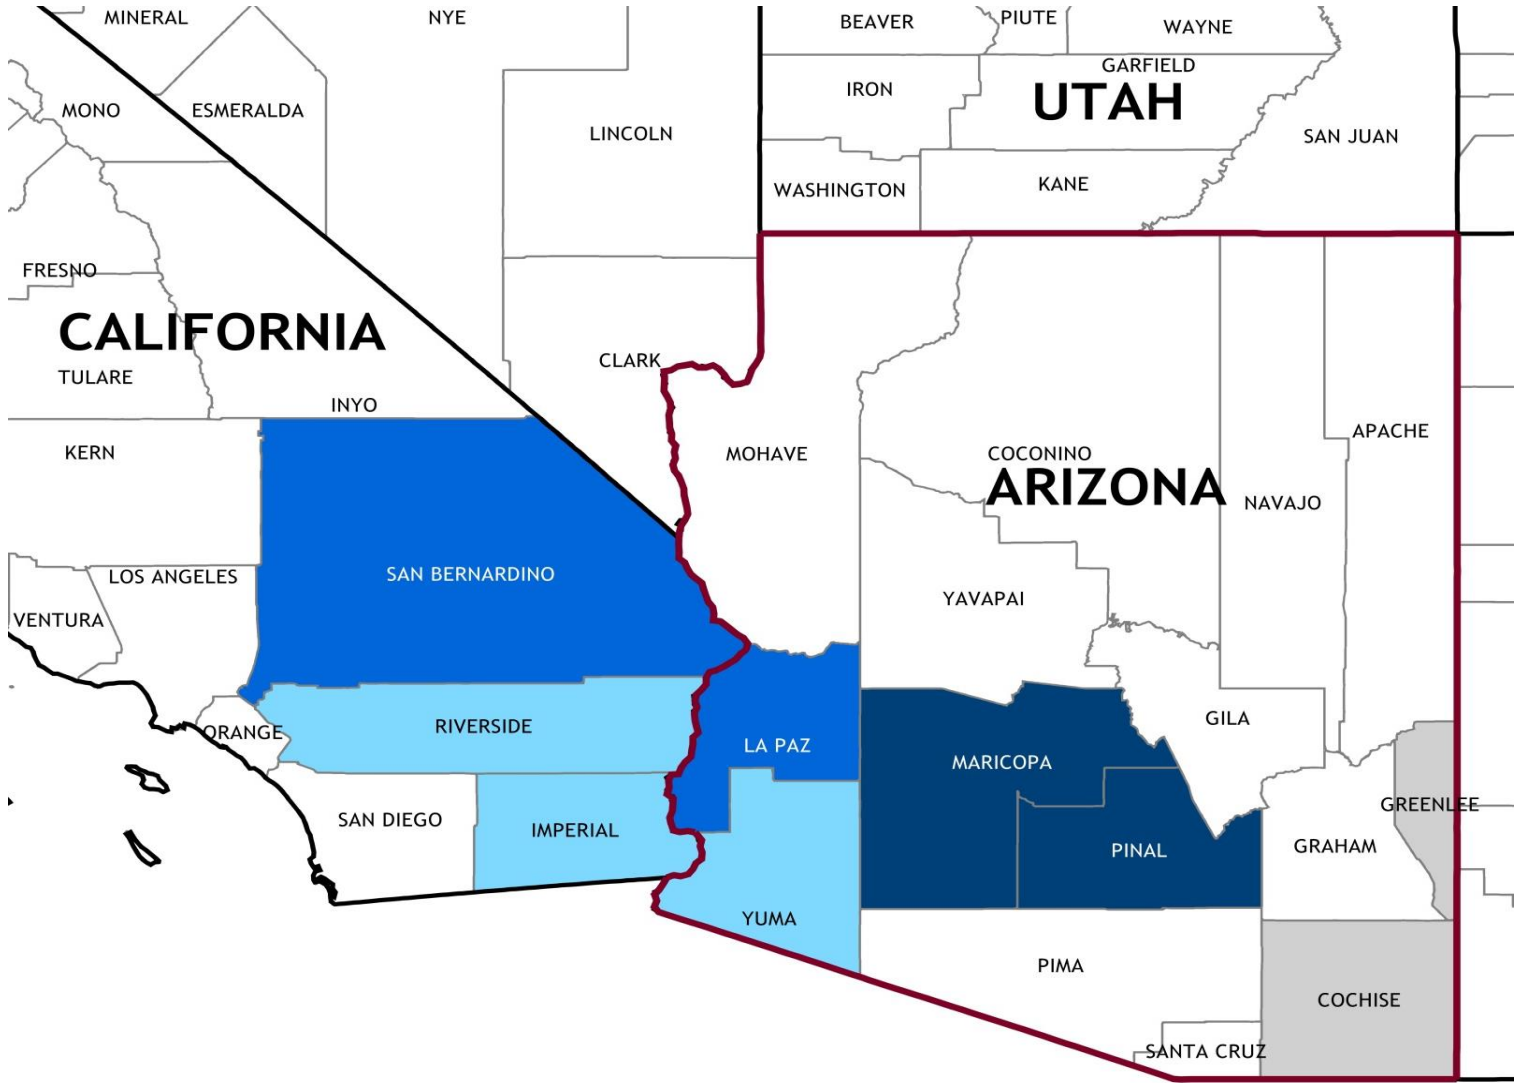 MINERAL
NYE
BEAVER
PIUTE
WAYNE
GARFIELD
IRON
UTAH
MONO
ESMERALDA
LINCOLN
SAN JUAN
WASHINGTON
KANE
FRESNO
CALIFORNIA
CLARK
TULARE
INYO
KERN
MOHAVE
COCONINO
APACHE
ARIZONA
NAVAJO
LOS ANGELES
SAN BERNARDINO
VENTURA
YAVAPAI
ORANGE
RIVERSIDE
LA PAZ
GILA
MARICOPA
GREENLEE
SAN DIEGO
IMPERIAL
PINAL
GRAHAM
YUMA
PIMA
COCHISE
SANTA CRUZ